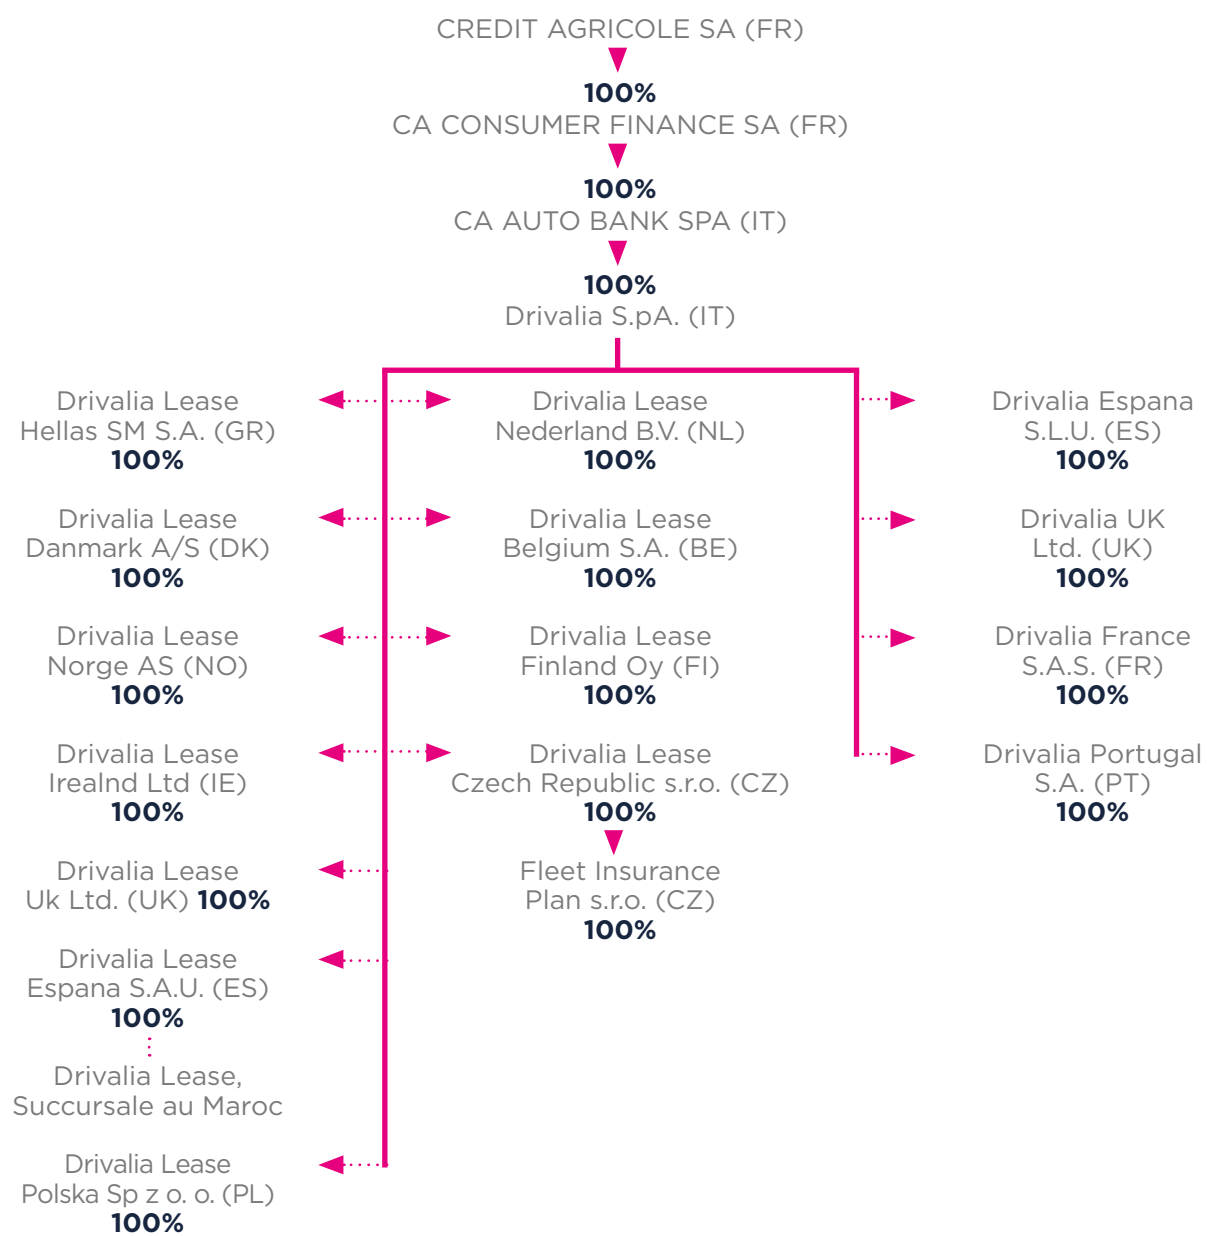 CREDIT AGRICOLE SA (FR)
100%
CA CONSUMER FINANCE SA (FR)
100%
CA AUTO BANK SPA (IT)
100%
Drivalia S.pA. (IT)
Drivalia Lease
Hellas SM S.A. (GR)
100%
Drivalia Lease
Nederland B.V. (NL)
100%
Drivalia Espana
S.L.U. (ES)
100%
Drivalia Lease
Danmark A/S (DK)
100%
Drivalia Lease
Belgium S.A. (BE)
100%
Drivalia UK
Ltd. (UK)
100%
Drivalia Lease
Norge AS (NO)
100%
Drivalia Lease
Finland Oy (FI)
100%
Drivalia France
S.A.S. (FR)
100%
Drivalia Lease
Irealnd Ltd (IE)
100%
Drivalia Lease
Czech Republic s.r.o. (CZ)
100%
Drivalia Portugal
S.A. (PT)
100%
Drivalia Lease
Uk Ltd. (UK) 100%
Fleet Insurance
Plan s.r.o. (CZ)
100%
Drivalia Lease
Espana S.A.U. (ES)
100%
Drivalia Lease,
Succursale au Maroc
Drivalia Lease
Polska Sp z o. o. (PL)
100%